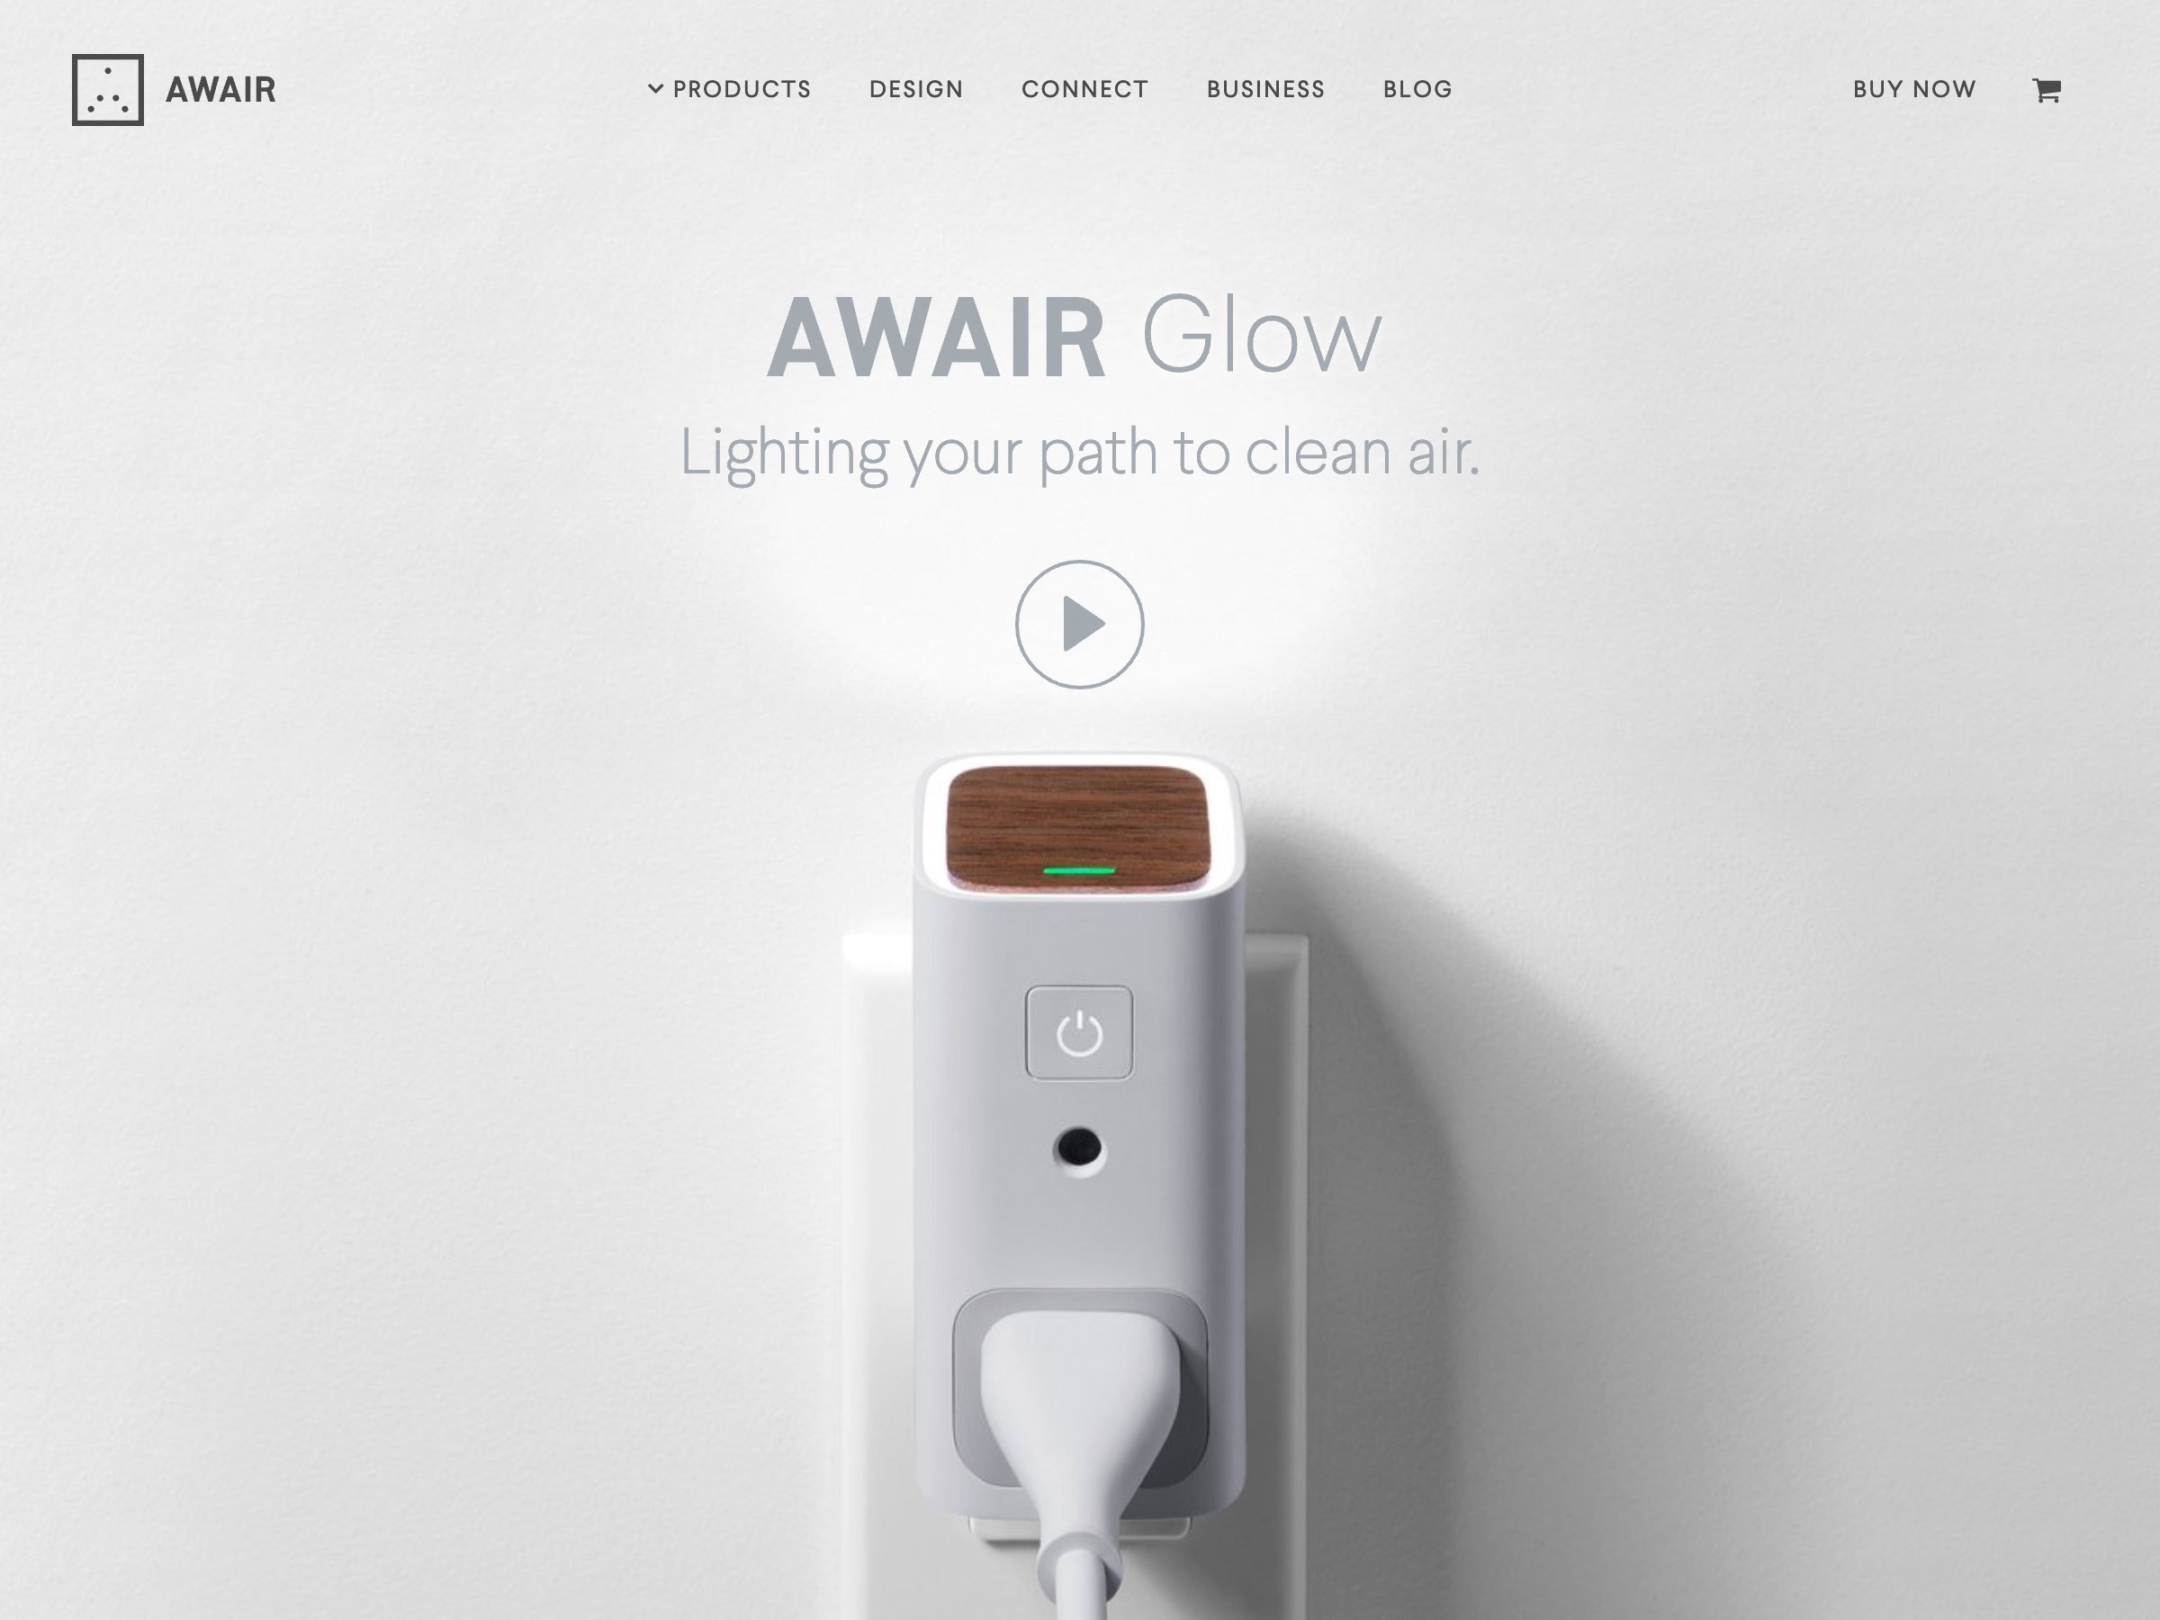 AWAIR
PRODUCTS DESIGN CONNECT BUSINESS BLOG
BUY NOW
AWAIR Glow
Lighting your path to clean air.